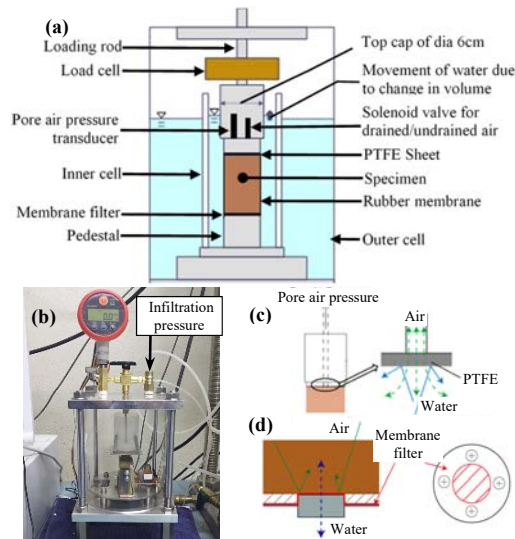 (a)
Loading rod
Load cell
Pore air pressure
transducer
Inner cell
Membrane filter
Pedestal
Top cap of dia 6cm
Movement of water due
to change in volume
Solenoid valve for
drained/undrained air
PTFE Sheet
Specimen
Rubber membrane
Outer cell
(b)
Infiltration
pressure
(c)
Pore air pressure
Air
PTFE
Water
(d)
Air
Membrane
filter
Water